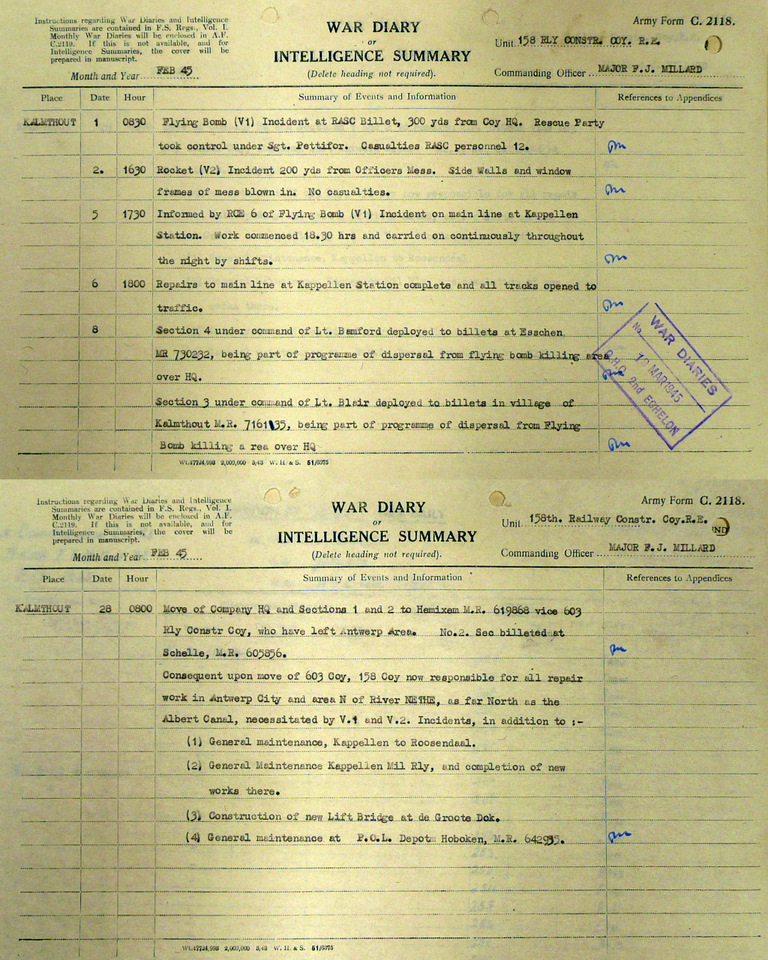 Instructions regarding War Diaries and Intelligence
Summaries are contained in F.S. Regs., Vol. I.
Monthly War Diaries will be enclosed in A.F.
C.2119. If this is not available, and for
Intelligence Summaries, the cover will be
prepared in manuscript.
Month and Year FEB 45
WAR DIARY
or
INTELLIGENCE SUMMARY
(Delete heading not required).
Army Form C. 2118.
Unit 158 RLY CONSTR. COY. R.E.
Commanding Officer MAJOR F.J. MILLARD
Place Date Hour Summary of Events and Information References to Appendices
KALMTHOUT 1 0830 Flying Bomb (V1) Incident at RASC Billet, 300 yds from Coy HQ. Rescue Party
took control under Sgt. Pettifor. Casualties RASC personnel 12.
2. 1630 Rocket (V2) Incident 200 yds from Officers Mess. Side Walls and window
frames of mess blown in. No casualties.
5 1730 Informed by RCE 6 of Flying Bomb (V1) Incident on main line at Kappellen
Station. Work commenced 18.30 hrs and carried on continuously throughout
the night by shifts.
6 1800 Repairs to main line at Kappellen Station complete and all tracks opened to
traffic.
8 Section 4 under command of Lt. Bamford deployed to billets at Esschen
MR 730232, being part of programme of dispersal from flying bomb killing area
over HQ.
Section 3 under command of Lt. Blair deployed to billets in village of
Kalmthout M.R. 716135, being part of programme of dispersal from Flying
Bomb killing a rea over HQ
WAR DIARIES
No.
MAR 1945
G.H.Q. 2nd ECHELON
Wt.47724/993 2,000,000 3/43 W. H. & S. 51/6375
Instructions regarding War Diaries and Intelligence
Summaries are contained in F.S. Regs., Vol. I.
Monthly War Diaries will be enclosed in A.F.
C.2119. If this is not available, and for
Intelligence Summaries, the cover will be
prepared in manuscript.
Month and Year FEB 45
WAR DIARY
or
INTELLIGENCE SUMMARY
(Delete heading not required).
Army Form C. 2118.
Unit 158th. Railway Constr. Coy.R.E.
Commanding Officer MAJOR F.J. MILLARD
Place Date Hour Summary of Events and Information References to Appendices
KALMTHOUT 28 0800 Move of Company HQ and Sections 1 and 2 to Hemixem M.R. 619868 vice 603
Rly Constr Coy, who have left Antwerp Area. No.2. Sec billeted at
Schelle, M.R. 605856.
Consequent upon move of 603 Coy, 158 Coy now responsible for all repair
work in Antwerp City and area N of River NETHE, as far North as the
Albert Canal, necessitated by V.1 and V.2. Incidents, in addition to :-
(1) General maintenance, Kappellen to Roosendaal.
(2) General Maintenance Kappellen Mil Rly, and completion of new
works there.
(3) Construction of new Lift Bridge at de Groote Dok.
(4) General maintenance at P.O.L. Depotm Hoboken, M.R. 642935.
Wt.47724/993 2,000,000 3/43 W. H. & S. 51/6375